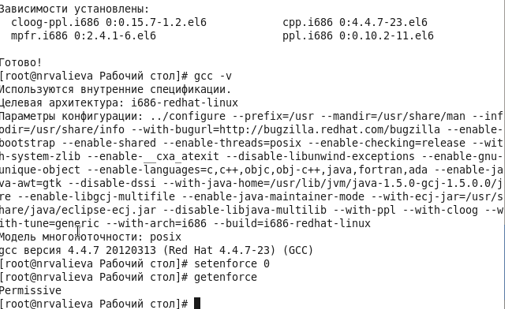 Зависимости установлены:
  cloog-ppl.i686 0:0.15.7-1.2.el6          cpp.i686 0:4.4.7-23.el6
  mpfr.i686 0:2.4.1-6.el6                  ppl.i686 0:0.10.2-11.el6

Готово!
[root@nrvalieva Рабочий стол]# gcc -v
Используются внутренние спецификации.
Целевая архитектура: i686-redhat-linux
Параметры конфигурации: ../configure --prefix=/usr --mandir=/usr/share/man --inf
odir=/usr/share/info --with-bugurl=http://bugzilla.redhat.com/bugzilla --enable-
bootstrap --enable-shared --enable-threads=posix --enable-checking=release --wit
h-system-zlib --enable-__cxa_atexit --disable-libunwind-exceptions --enable-gnu-
unique-object --enable-languages=c,c++,objc,obj-c++,java,fortran,ada --enable-ja
va-awt=gtk --disable-dssi --with-java-home=/usr/lib/jvm/java-1.5.0-gcj-1.5.0.0/j
re --enable-libgcj-multifile --enable-java-maintainer-mode --with-ecj-jar=/usr/s
hare/java/eclipse-ecj.jar --disable-libjava-multilib --with-ppl --with-cloog --w
ith-tune=generic --with-arch=i686 --build=i686-redhat-linux
Модель многопоточности: posix
gcc версия 4.4.7 20120313 (Red Hat 4.4.7-23) (GCC)
[root@nrvalieva Рабочий стол]# setenforce 0
[root@nrvalieva Рабочий стол]# getenforce
Permissive
[root@nrvalieva Рабочий стол]#